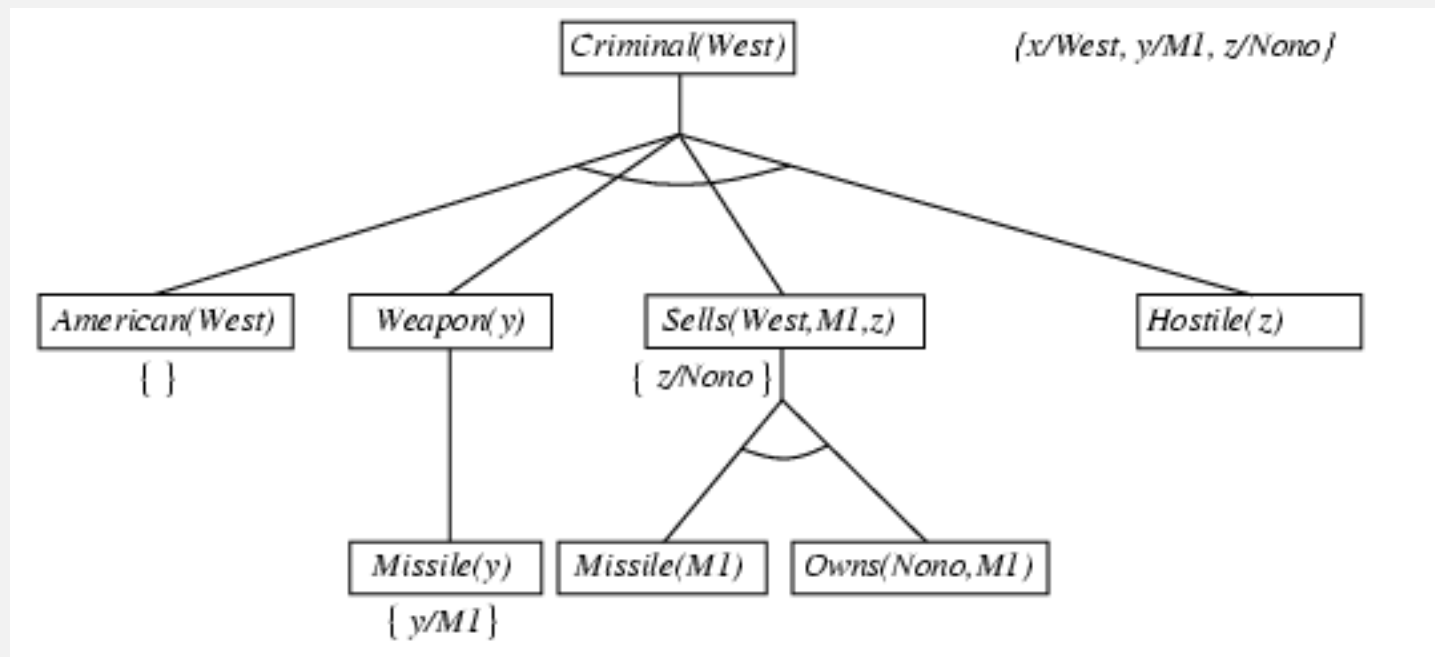 Criminal(West)
{x/West, y/M1, z/Nono}
American(West)
Weapon(y)
Sells(West,M1,z)
Hostile(z)
{ }
{ z/Nono }
Missile(y)
Missile(M1)
Owns(Nono,M1)
{ y/M1 }